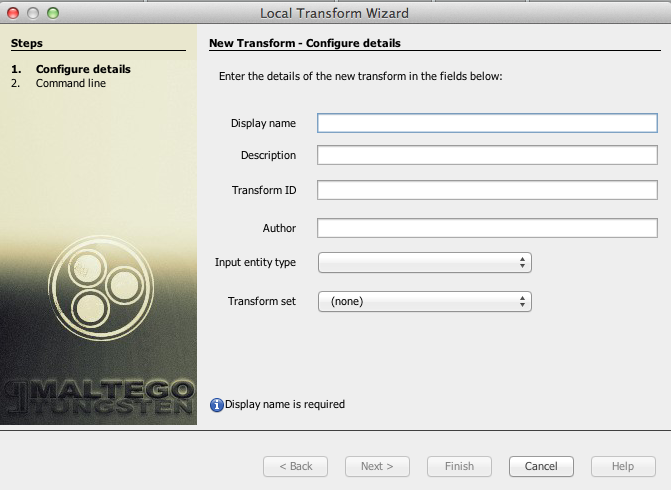 Local Transform Wizard
Steps
1. Configure details
2. Command line
MALTEGO
TUNGSTEN
New Transform - Configure details
Enter the details of the new transform in the fields below:
Display name
Description
Transform ID
Author
Input entity type
Transform set (none)
Display name is required
< Back Next > Finish Cancel Help